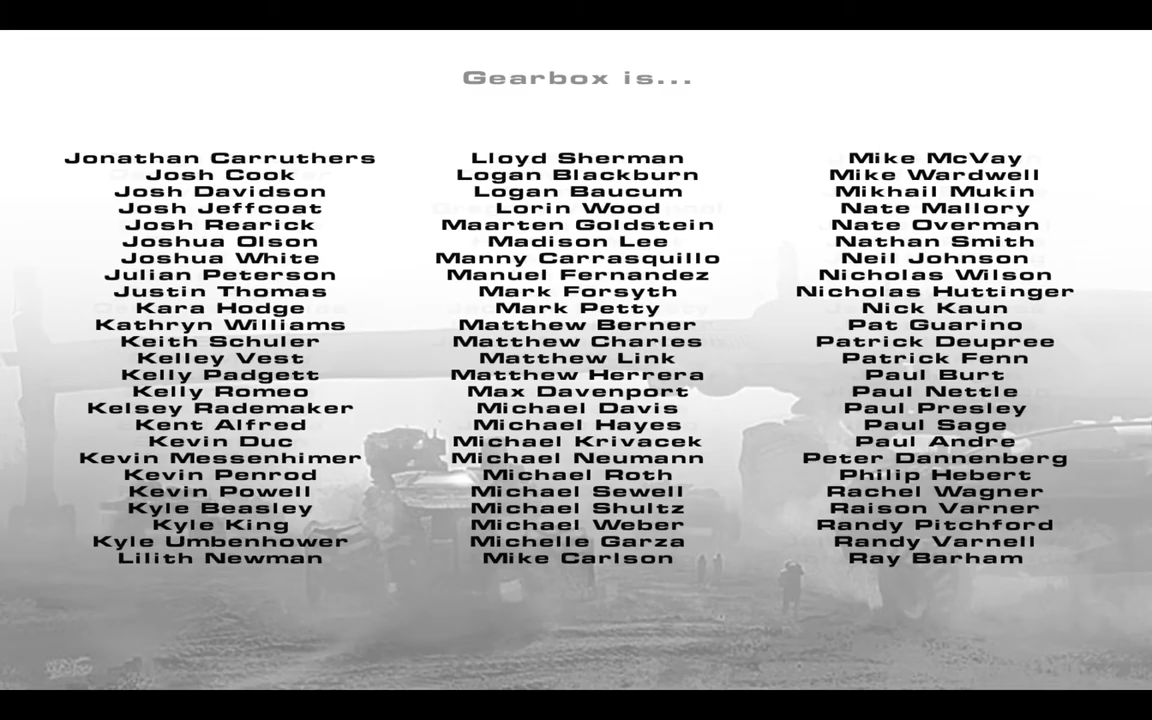 Gearbox is...
Jonathan Carruthers
Josh Cook
Josh Davidson
Josh Jeffcoat
Josh Rearick
Joshua Olson
Joshua White
Julian Peterson
Justin Thomas
Kara Hodge
Kathryn Williams
Keith Schuler
Kelley Vest
Kelly Padgett
Kelly Romeo
Kelsey Rademaker
Kent Alfred
Kevin Duc
Kevin Messenhimer
Kevin Penrod
Kevin Powell
Kyle Beasley
Kyle King
Kyle Umbenhower
Lilith Newman
Lloyd Sherman
Logan Blackburn
Logan Baucum
Lorin Wood
Maarten Goldstein
Madison Lee
Manny Carrasquillo
Manuel Fernandez
Mark Forsyth
Mark Petty
Matthew Berner
Matthew Charles
Matthew Link
Matthew Herrera
Max Davenport
Michael Davis
Michael Hayes
Michael Krivacek
Michael Neumann
Michael Roth
Michael Sewell
Michael Shultz
Michael Weber
Michelle Garza
Mike Carlson
Mike McVay
Mike Wardwell
Mikhail Mukin
Nate Mallory
Nate Overman
Nathan Smith
Neil Johnson
Nicholas Wilson
Nicholas Huttinger
Nick Kaun
Pat Guarino
Patrick Deupree
Patrick Fenn
Paul Burt
Paul Nettle
Paul Presley
Paul Sage
Paul Andre
Peter Dannenberg
Philip Hebert
Rachel Wagner
Raison Varner
Randy Pitchford
Randy Varnell
Ray Barham